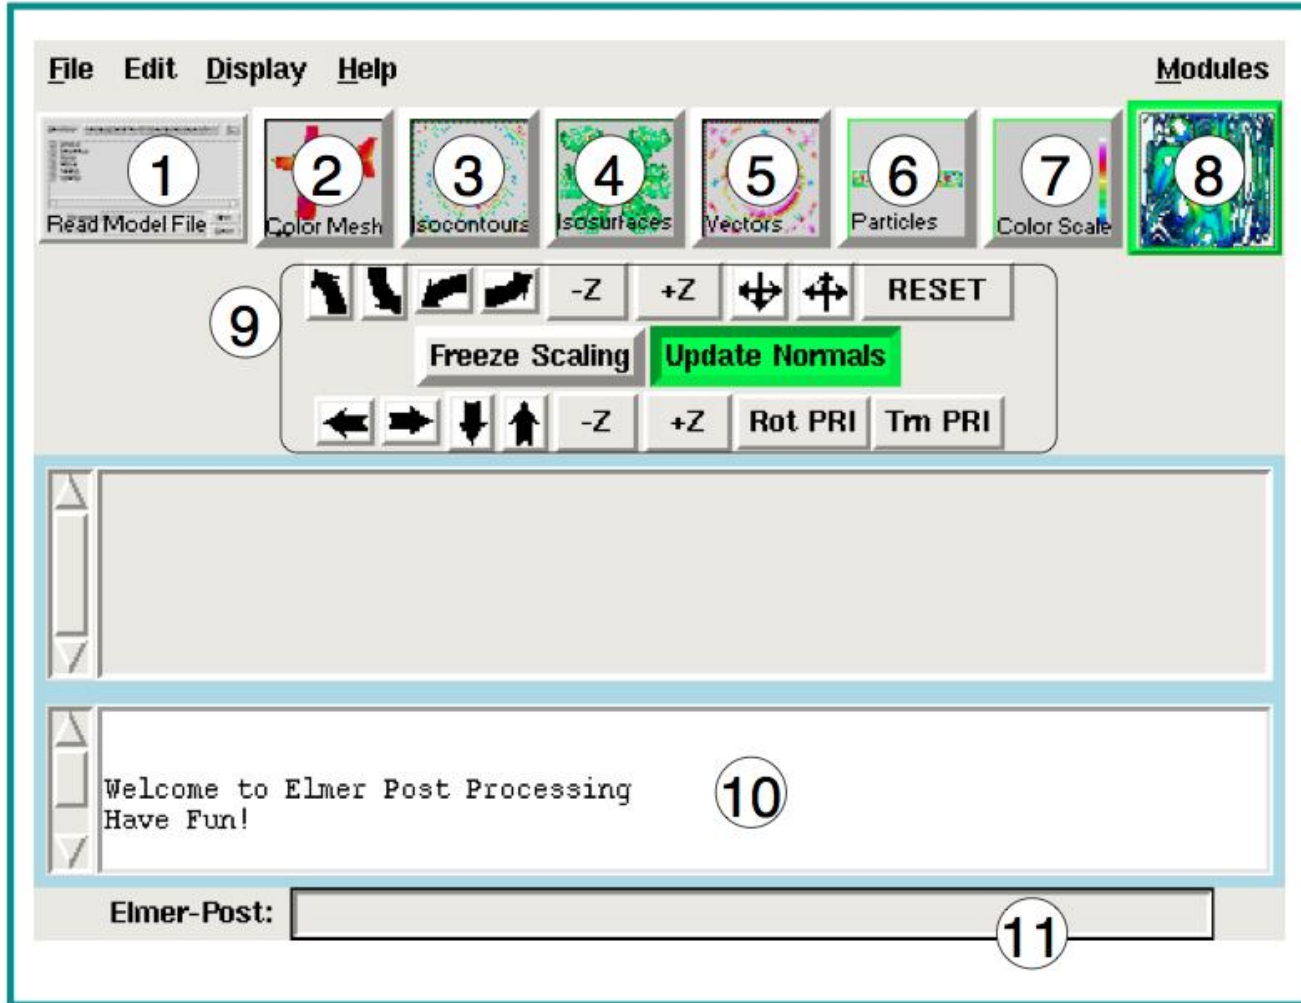 File Edit Display Help Modules
1 2 3 4 5 6 7 8
Read Model File Color Mesh Isocontours Isosurfaces Vectors Particles Color Scale
9
-Z +Z RESET
Freeze Scaling Update Normals
-Z +Z Rot PRI Trn PRI
Welcome to Elmer Post Processing
10
Have Fun!
Elmer-Post:
11